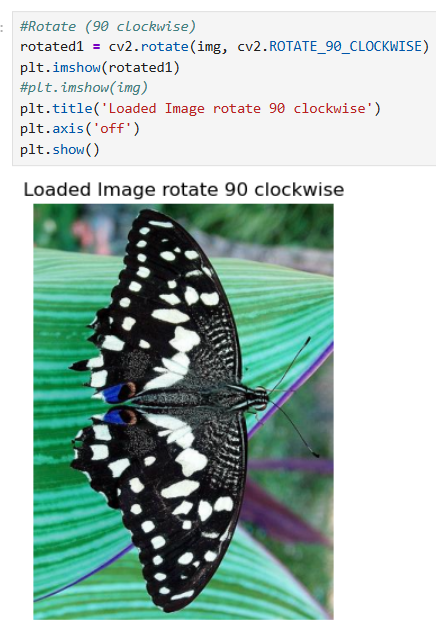 :
#Rotate (90 clockwise)
rotated1 = cv2.rotate(img, cv2.ROTATE_90_CLOCKWISE)
plt.imshow(rotated1)
#plt.imshow(img)
plt.title('Loaded Image rotate 90 clockwise')
plt.axis('off')
plt.show()
Loaded Image rotate 90 clockwise